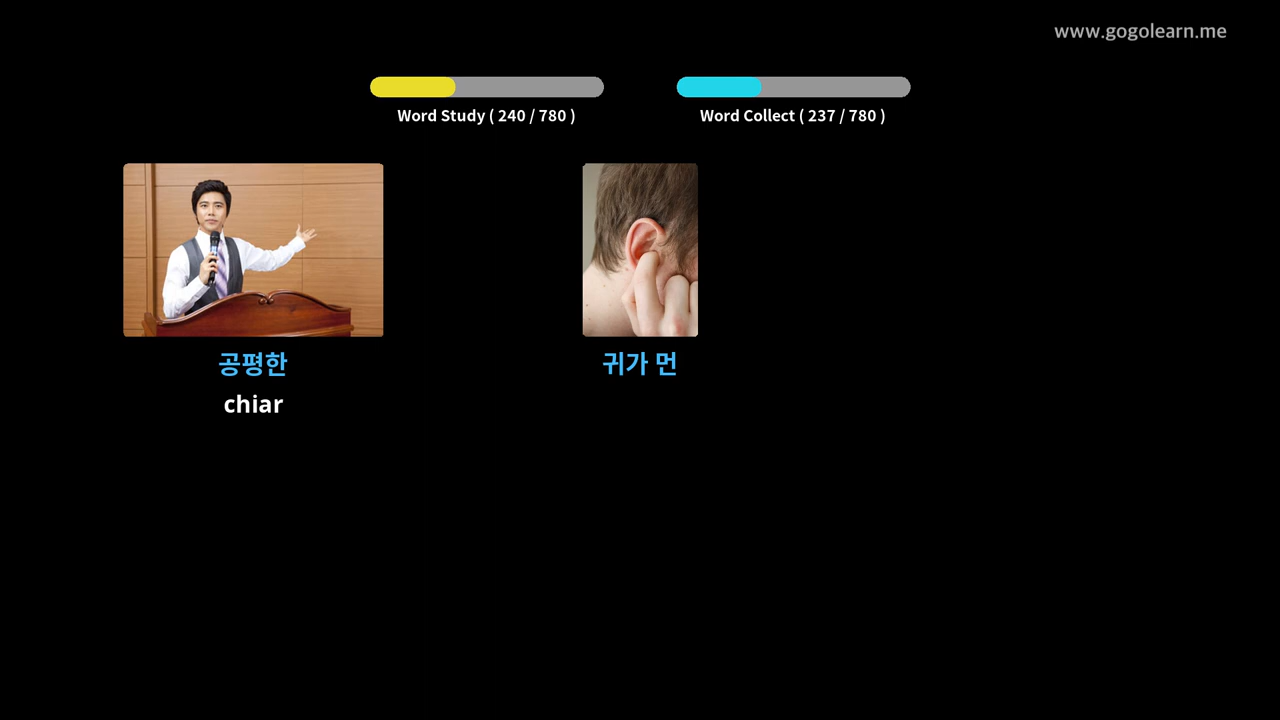 www.gogolearn.me
Word Study ( 240 / 780 )
Word Collect ( 237 / 780 )
공평한
귀가 먼
chiar